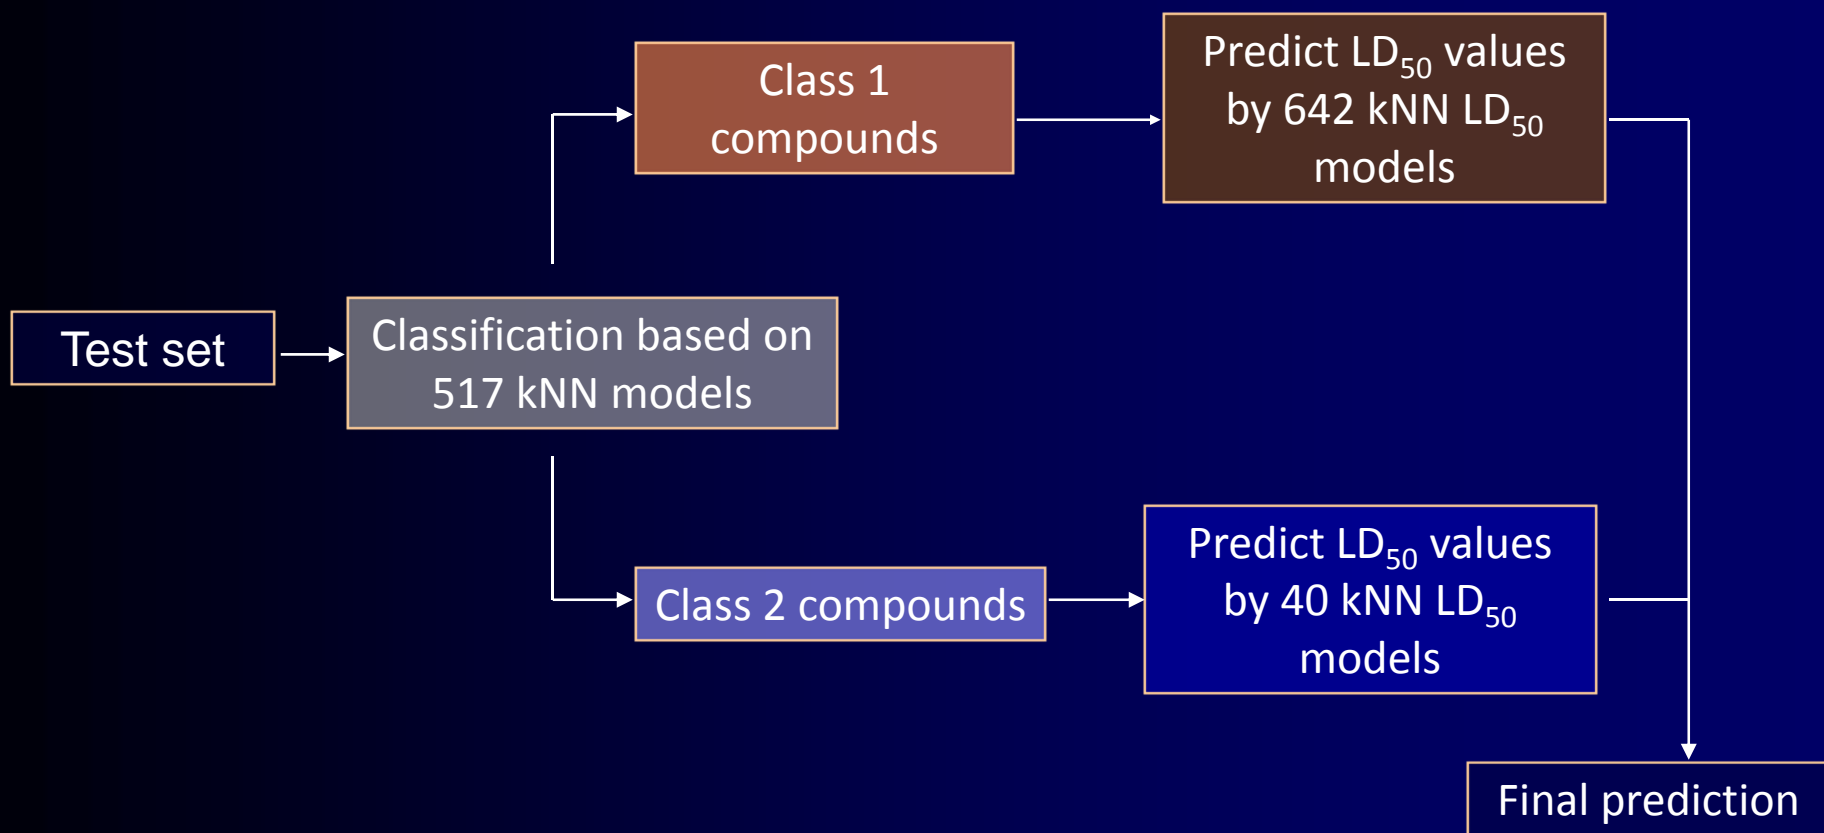 Test set
Classification based on
517 kNN models
Class 1
compounds
Predict LD₅₀ values
by 642 kNN LD₅₀
models
Class 2 compounds
Predict LD₅₀ values
by 40 kNN LD₅₀
models
Final prediction